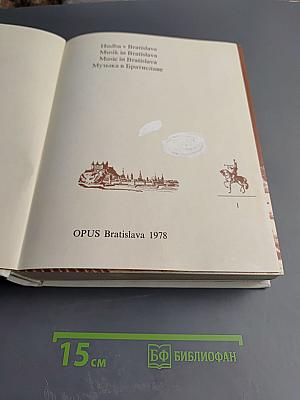 Hudba v Bratislave
Musik in Bratislava
Music in Bratislava
Музыка в Братиславе
1
OPUS Bratislava 1978
15 см
БФ БИБЛИОФАН